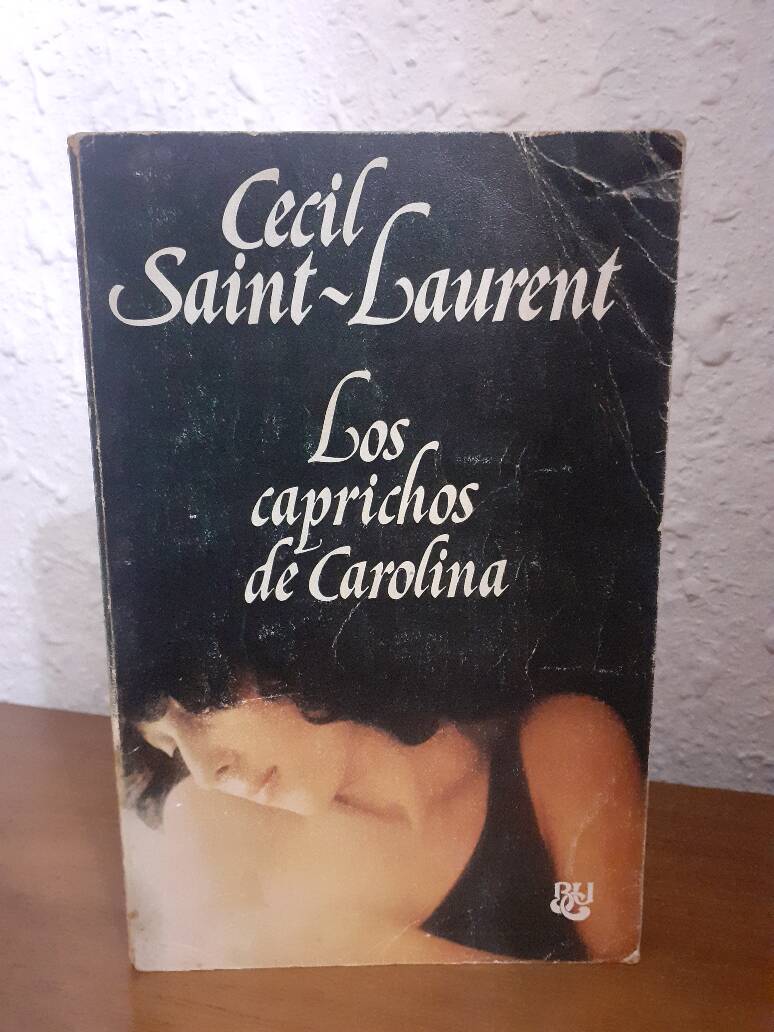 Cecil
Saint-Laurent
Los
caprichos
de Carolina